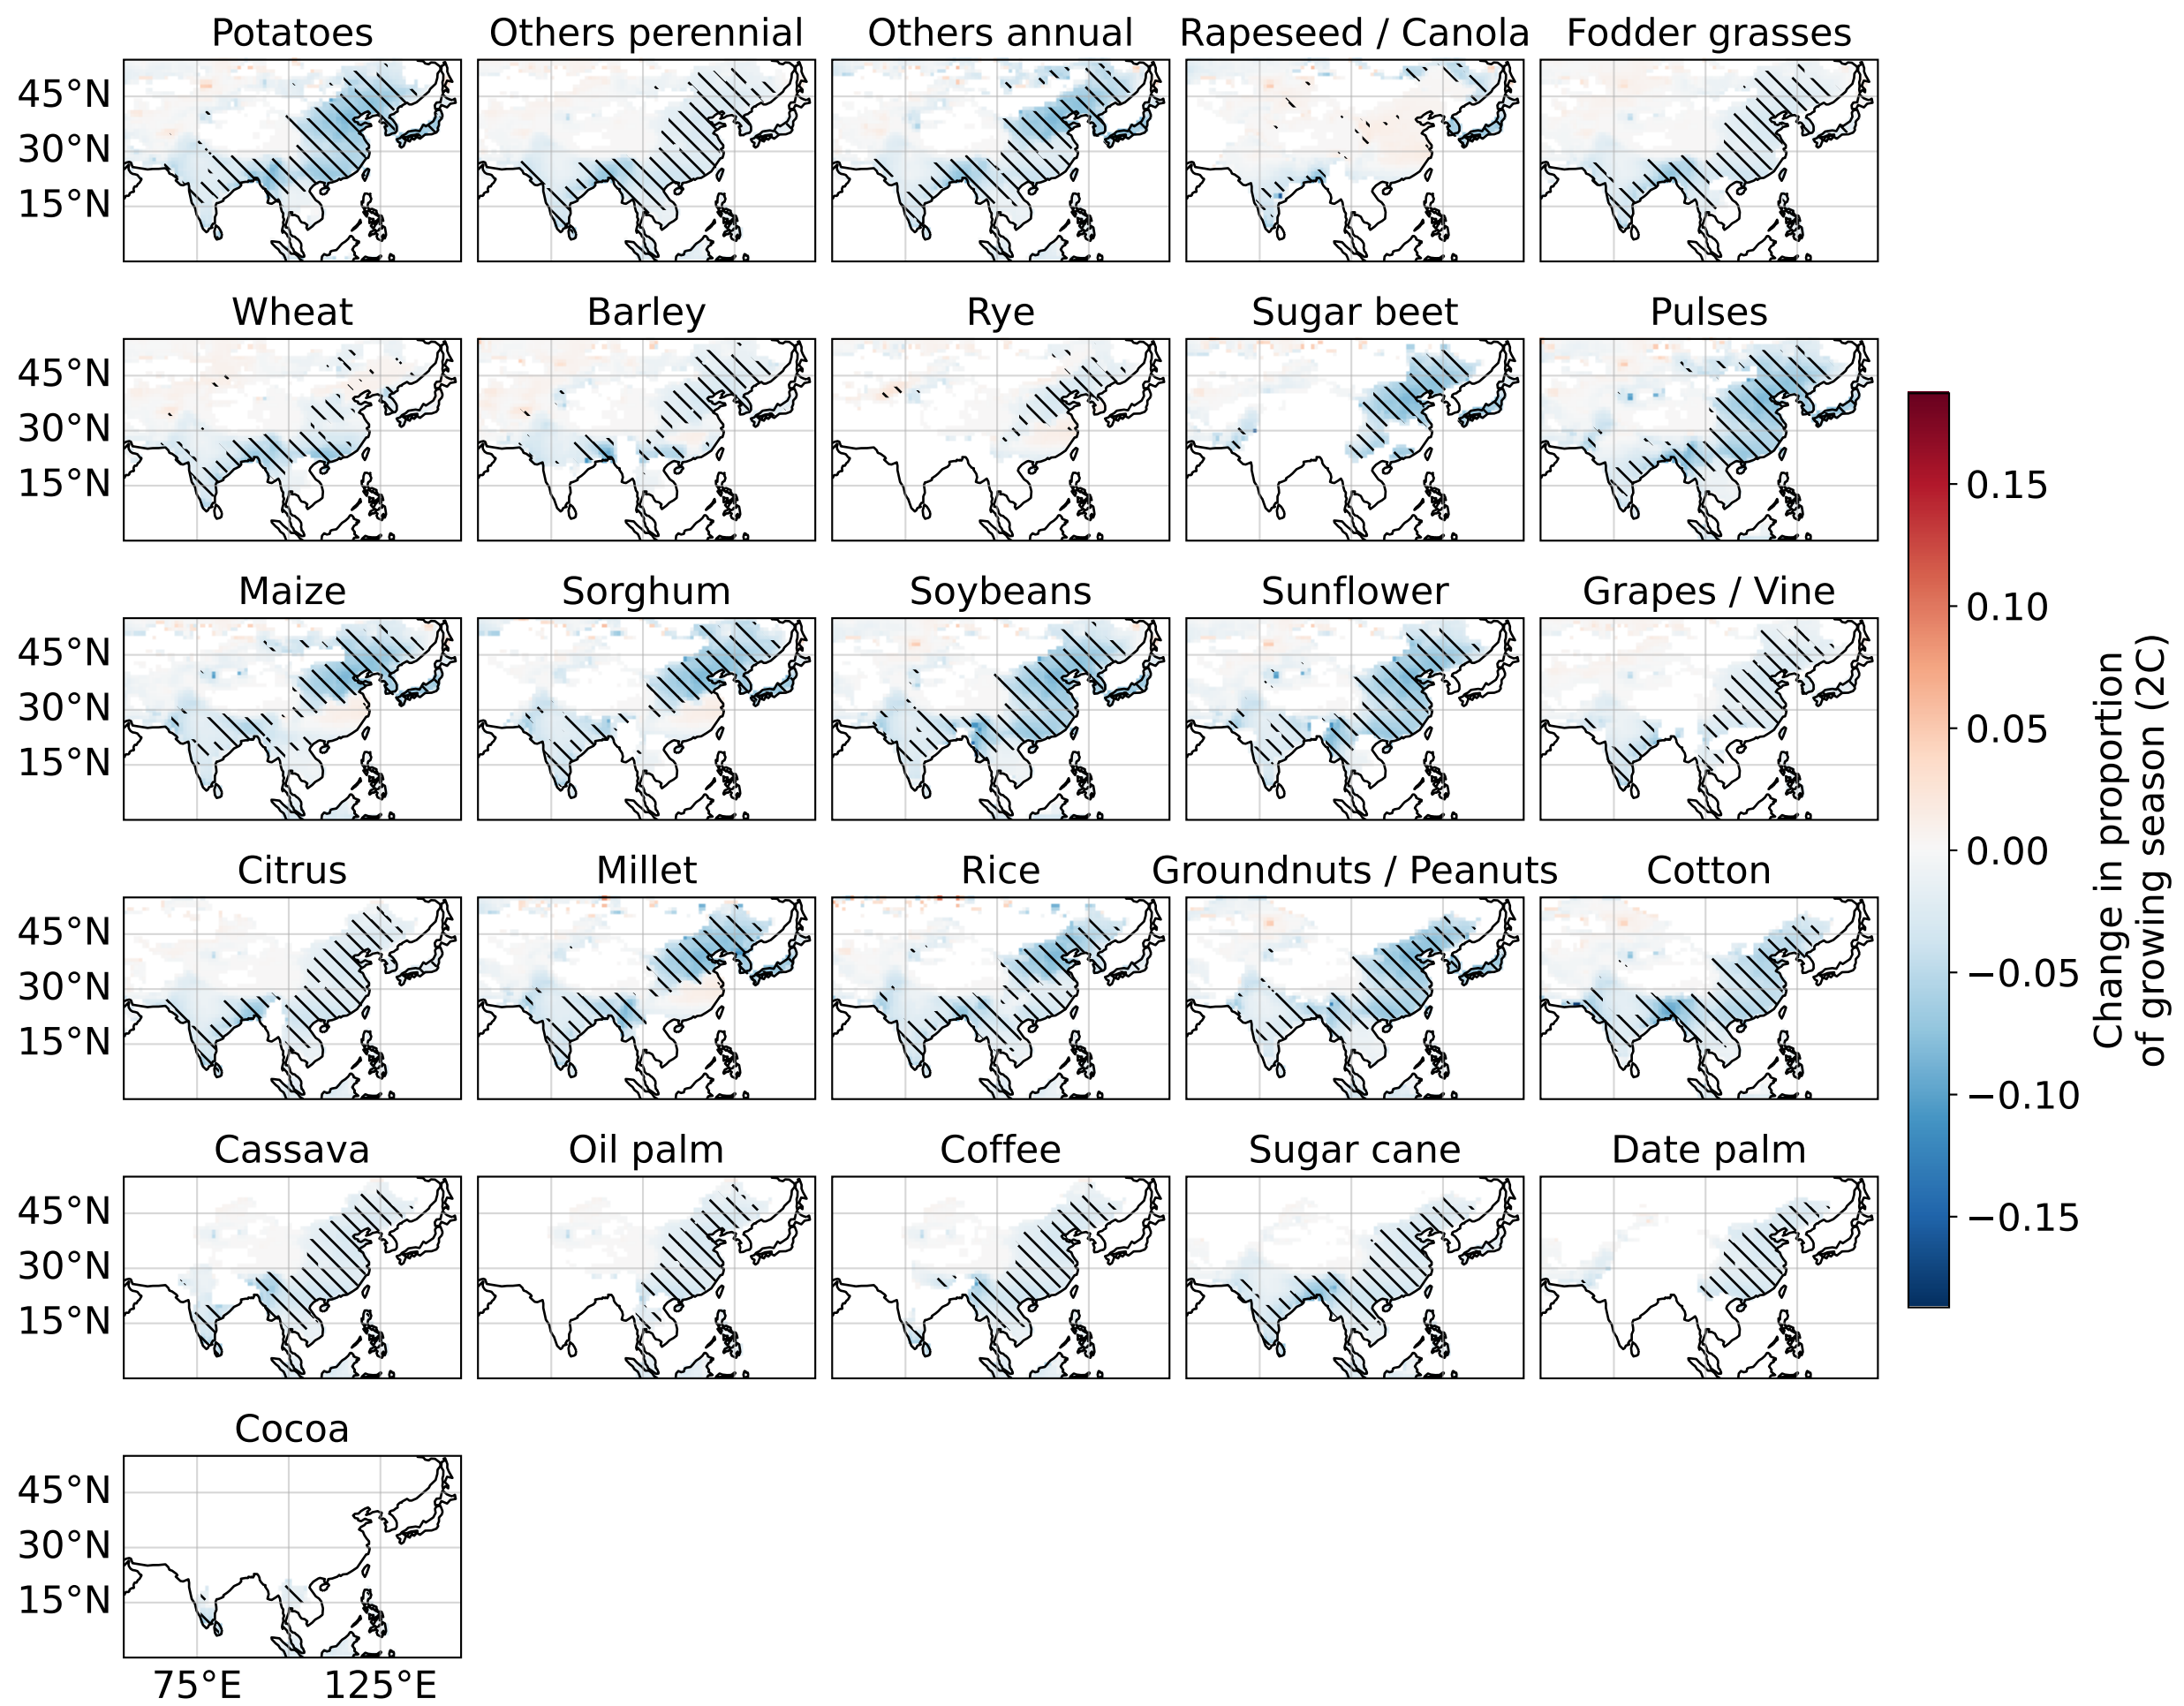 Potatoes
Others perennial
Others annual
Rapeseed / Canola
Fodder grasses
45°N
30°N
15°N
Wheat
Barley
Rye
Sugar beet
Pulses
45°N
30°N
15°N
Maize
Sorghum
Soybeans
Sunflower
Grapes / Vine
45°N
30°N
15°N
Citrus
Millet
Rice
Groundnuts / Peanuts
Cotton
45°N
30°N
15°N
Cassava
Oil palm
Coffee
Sugar cane
Date palm
45°N
30°N
15°N
Cocoa
45°N
30°N
15°N
75°E
125°E
0.15
0.10
0.05
0.00
−0.05
−0.10
−0.15
Change in proportion
of growing season (2C)